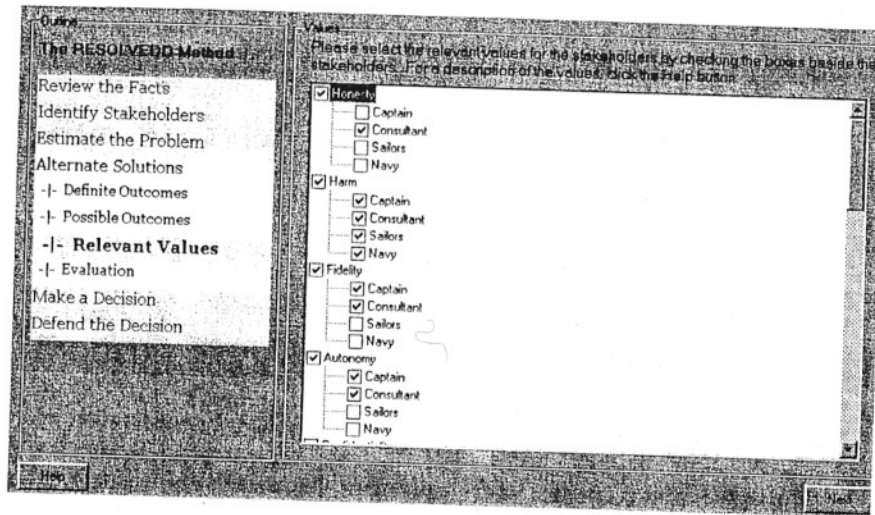 Outline
The RESOLVEDD Method
Review the Facts
Identify Stakeholders
Estimate the Problem
Alternate Solutions
-|- Definite Outcomes
-|- Possible Outcomes
-|- Relevant Values
-|- Evaluation
Make a Decision
Defend the Decision
Help
Values
Please select the relevant values for the stakeholders by checking the boxes beside the
stakeholders. For a description of the values, click the Help button.
Honesty
Captain
Consultant
Sailors
Navy
Harm
Captain
Consultant
Sailors
Navy
Fidelity
Captain
Consultant
Sailors
Navy
Autonomy
Captain
Consultant
Sailors
Navy
Next